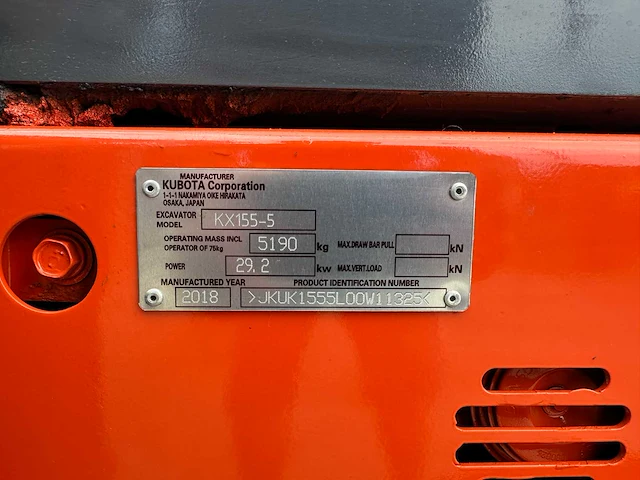 MANUFACTURER
KUBOTA Corporation
1-1-1 NAKAMIYA OIKE HIRAKATA
OSAKA, JAPAN
EXCAVATOR MODEL KX155-5
OPERATING MASS INCL OPERATOR OF 75kg 5190 kg MAX.DRAW BAR PULL kN
POWER 29.2 kw MAX.VERT.LOAD kN
MANUFACTURED YEAR PRODUCT IDENTIFICATION NUMBER
2018 >JKUK1555L00W11325<